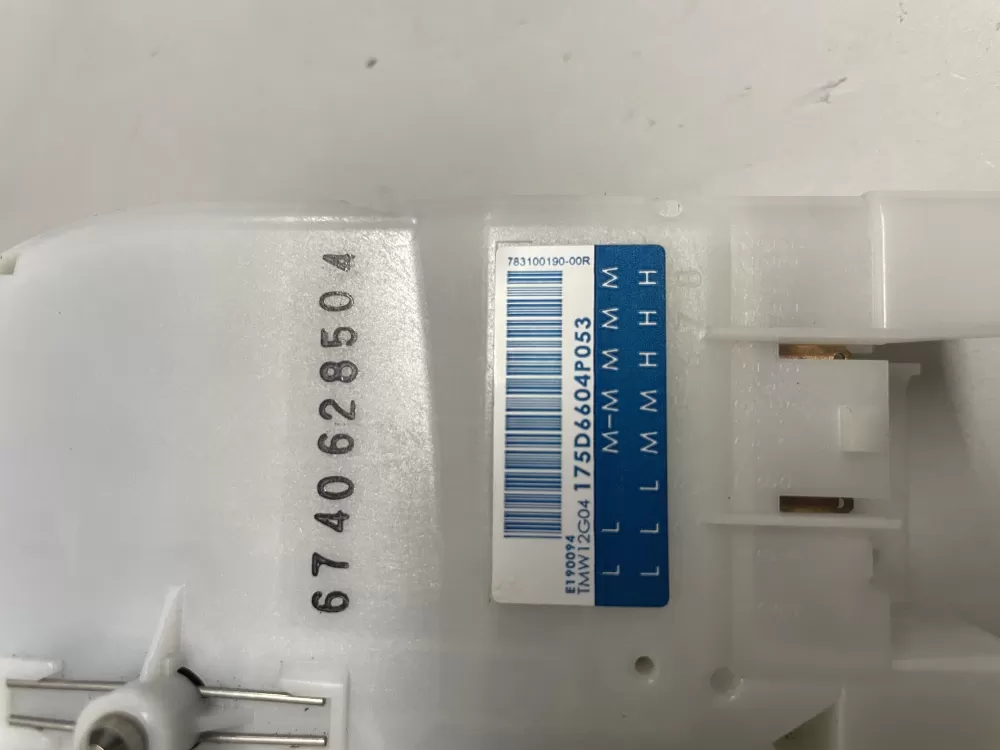 6740628504
783100190-00R
E190094
TMW12G04 175D6604P053
L L M-M M M M
L L L M M H H H